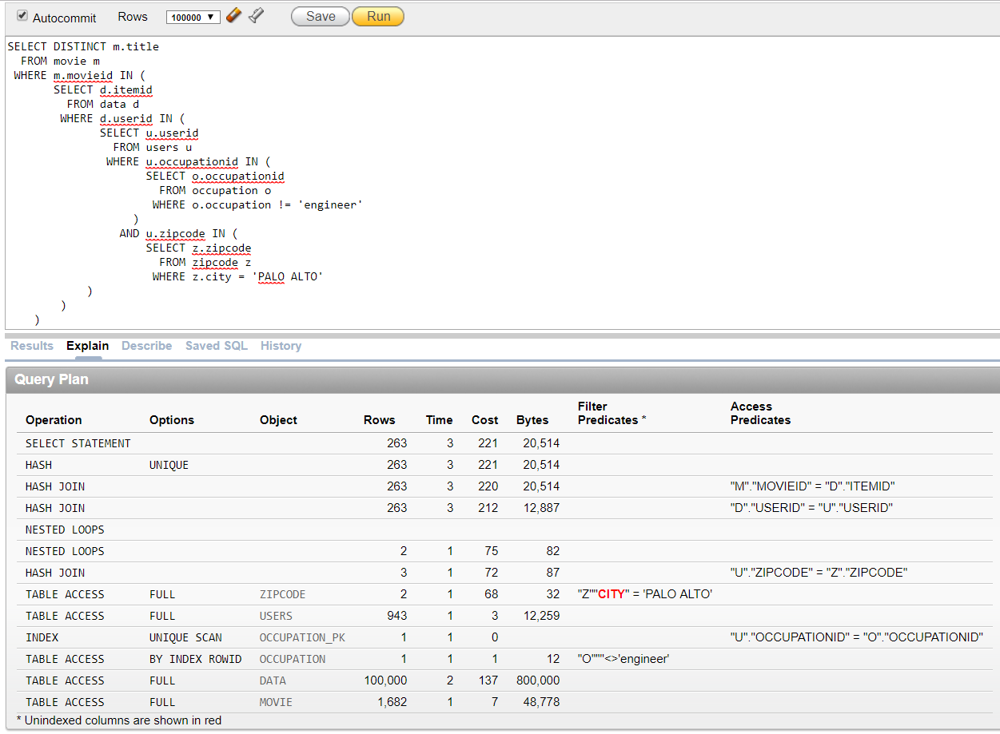 Autocommit Rows 100000 ▼ Save Run
SELECT DISTINCT m.title
FROM movie m
WHERE m.movieid IN (
SELECT d.itemid
FROM data d
WHERE d.userid IN (
SELECT u.userid
FROM users u
WHERE u.occupationid IN (
SELECT o.occupationid
FROM occupation o
WHERE o.occupation != 'engineer'
)
AND u.zipcode IN (
SELECT z.zipcode
FROM zipcode z
WHERE z.city = 'PALO ALTO'
)
)
)
Results Explain Describe Saved SQL History
Query Plan
Operation Options Object Rows Time Cost Bytes Filter Predicates * Access Predicates
SELECT STATEMENT 263 3 221 20,514
HASH UNIQUE 263 3 221 20,514
HASH JOIN 263 3 220 20,514 "M"."MOVIEID" = "D"."ITEMID"
HASH JOIN 263 3 212 12,887 "D"."USERID" = "U"."USERID"
NESTED LOOPS
NESTED LOOPS 2 1 75 82
HASH JOIN 3 1 72 87 "U"."ZIPCODE" = "Z"."ZIPCODE"
TABLE ACCESS FULL ZIPCODE 2 1 68 32 "Z""CITY" = 'PALO ALTO'
TABLE ACCESS FULL USERS 943 1 3 12,259
INDEX UNIQUE SCAN OCCUPATION_PK 1 1 0 "U"."OCCUPATIONID" = "O"."OCCUPATIONID"
TABLE ACCESS BY INDEX ROWID OCCUPATION 1 1 1 12 "O"""<>'engineer'
TABLE ACCESS FULL DATA 100,000 2 137 800,000
TABLE ACCESS FULL MOVIE 1,682 1 7 48,778
* Unindexed columns are shown in red